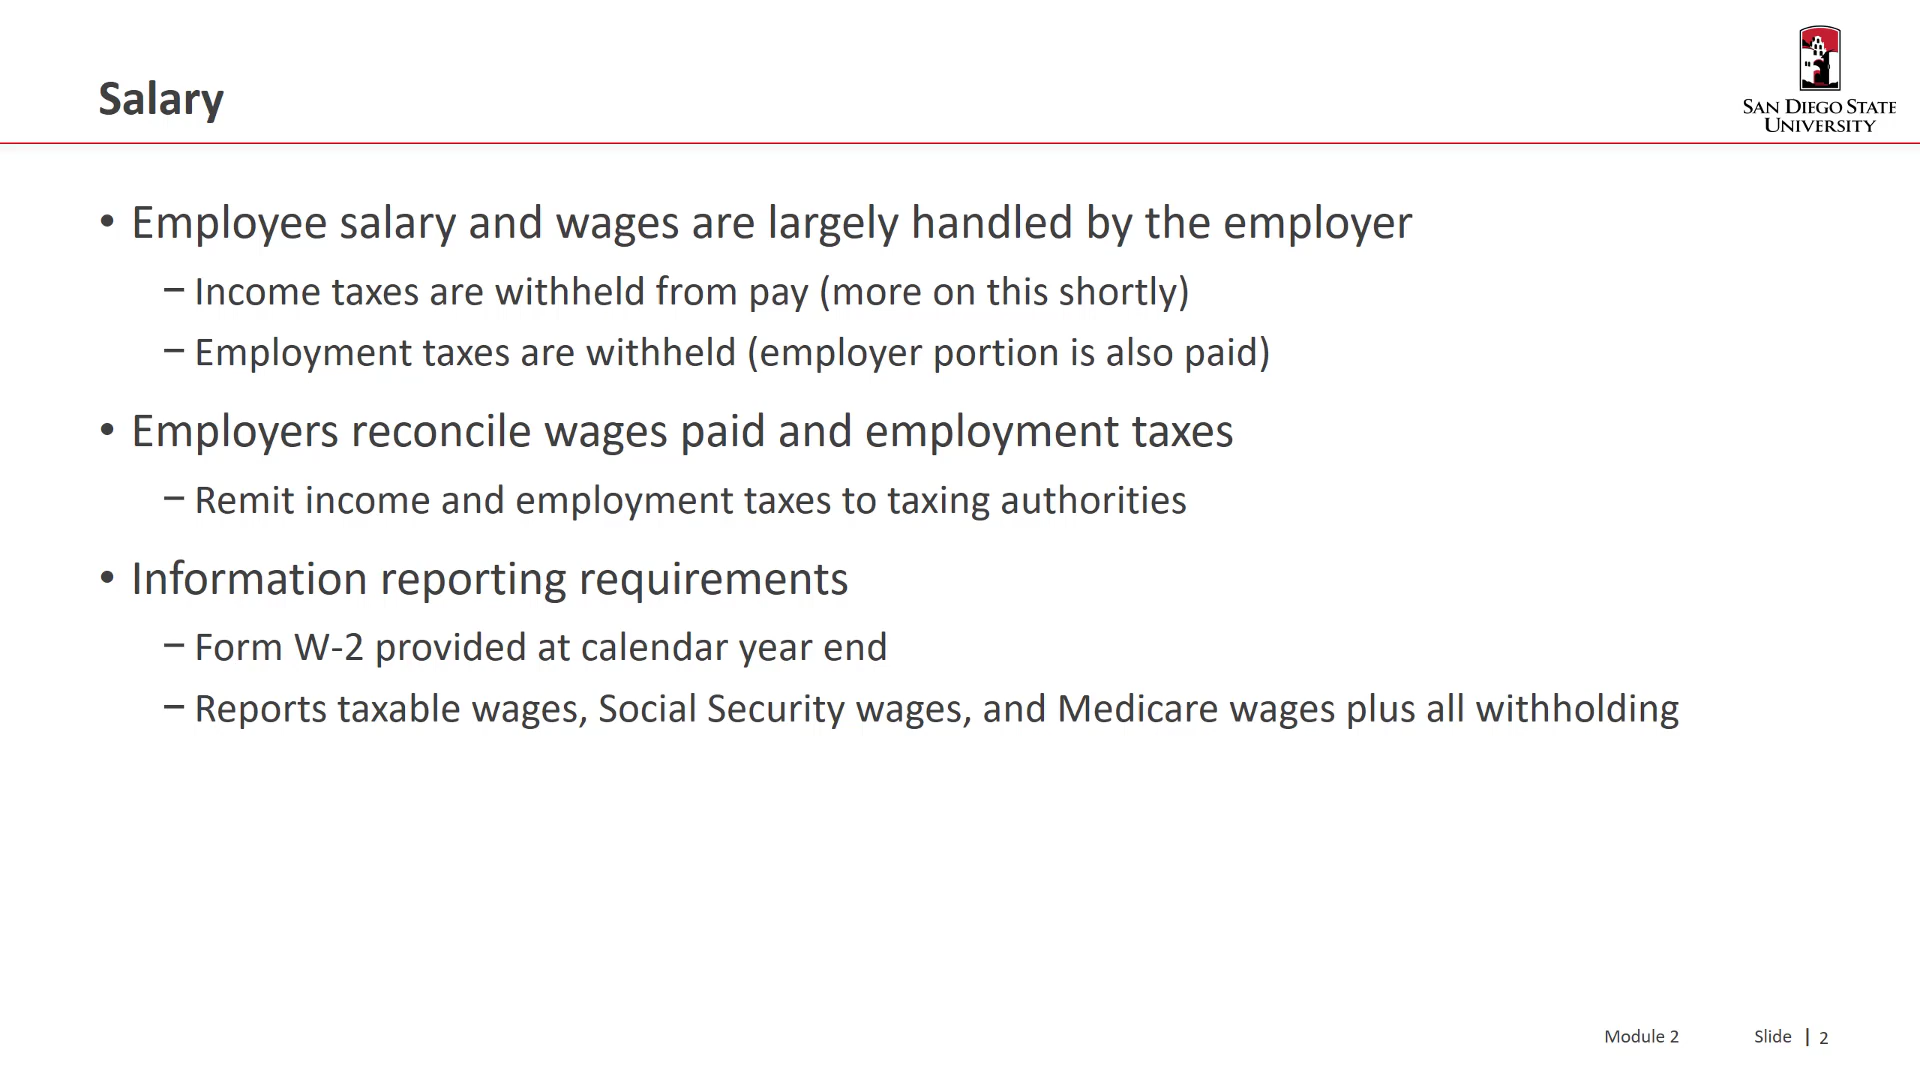 Salary
SAN DIEGO STATE
UNIVERSITY
• Employee salary and wages are largely handled by the employer
– Income taxes are withheld from pay (more on this shortly)
– Employment taxes are withheld (employer portion is also paid)
• Employers reconcile wages paid and employment taxes
– Remit income and employment taxes to taxing authorities
• Information reporting requirements
– Form W-2 provided at calendar year end
– Reports taxable wages, Social Security wages, and Medicare wages plus all withholding
Module 2 Slide | 2